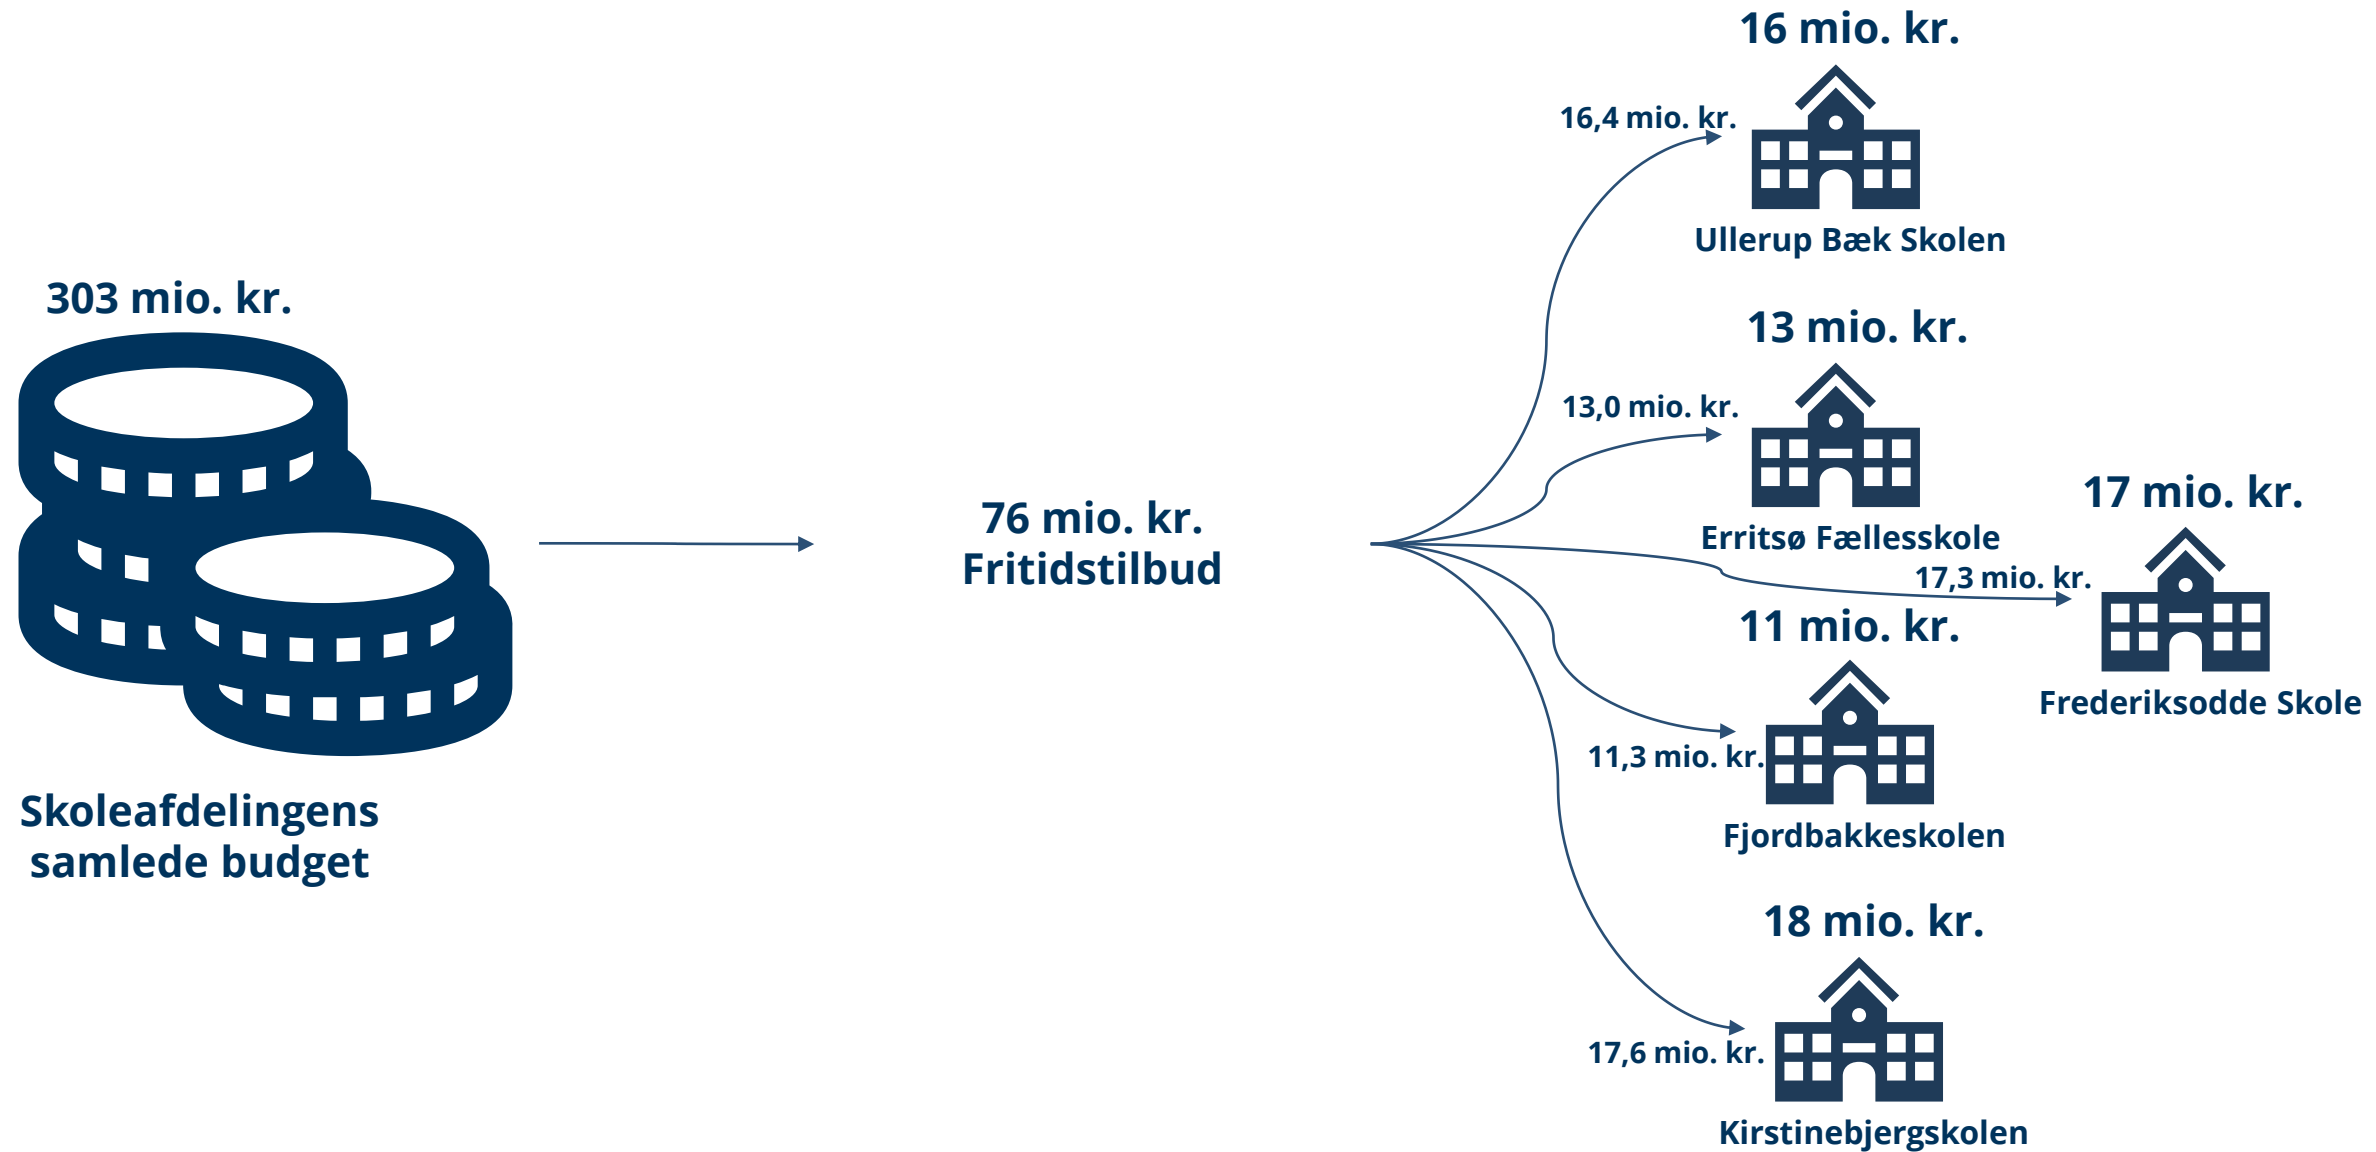 303 mio. kr.
Skoleafdelingens
samlede budget
76 mio. kr.
Fritidstilbud
16 mio. kr.
16,4 mio. kr.
Ullerup Bæk Skolen
13 mio. kr.
13,0 mio. kr.
Erritsø Fællesskole
17 mio. kr.
17,3 mio. kr.
Frederiksodde Skole
11 mio. kr.
11,3 mio. kr.
Fjordbakkeskolen
18 mio. kr.
17,6 mio. kr.
Kirstinebjergskolen